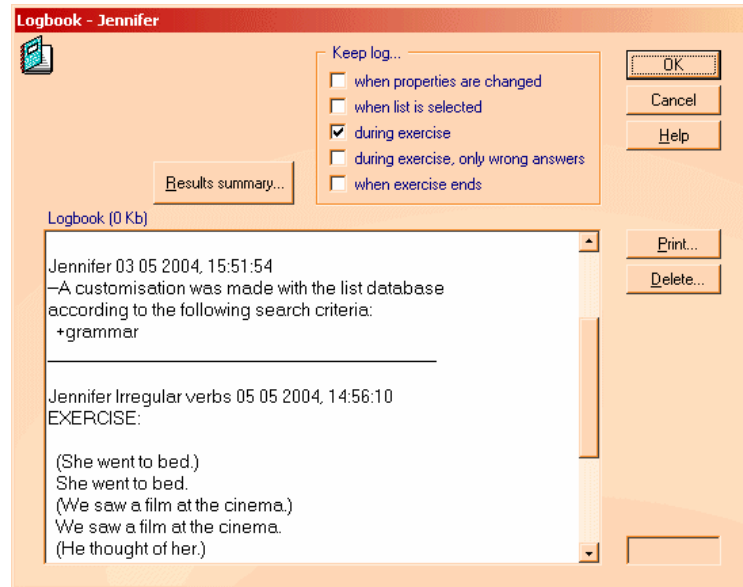 Logbook - Jennifer
Keep log...
when properties are changed
when list is selected
during exercise
during exercise, only wrong answers
when exercise ends
OK
Cancel
Help
Results summary...
Logbook (0 Kb)
Jennifer 03 05 2004, 15:51:54
–A customisation was made with the list database
according to the following search criteria:
+grammar
Jennifer Irregular verbs 05 05 2004, 14:56:10
EXERCISE:
(She went to bed.)
She went to bed.
(We saw a film at the cinema.)
We saw a film at the cinema.
(He thought of her.)
Print...
Delete...